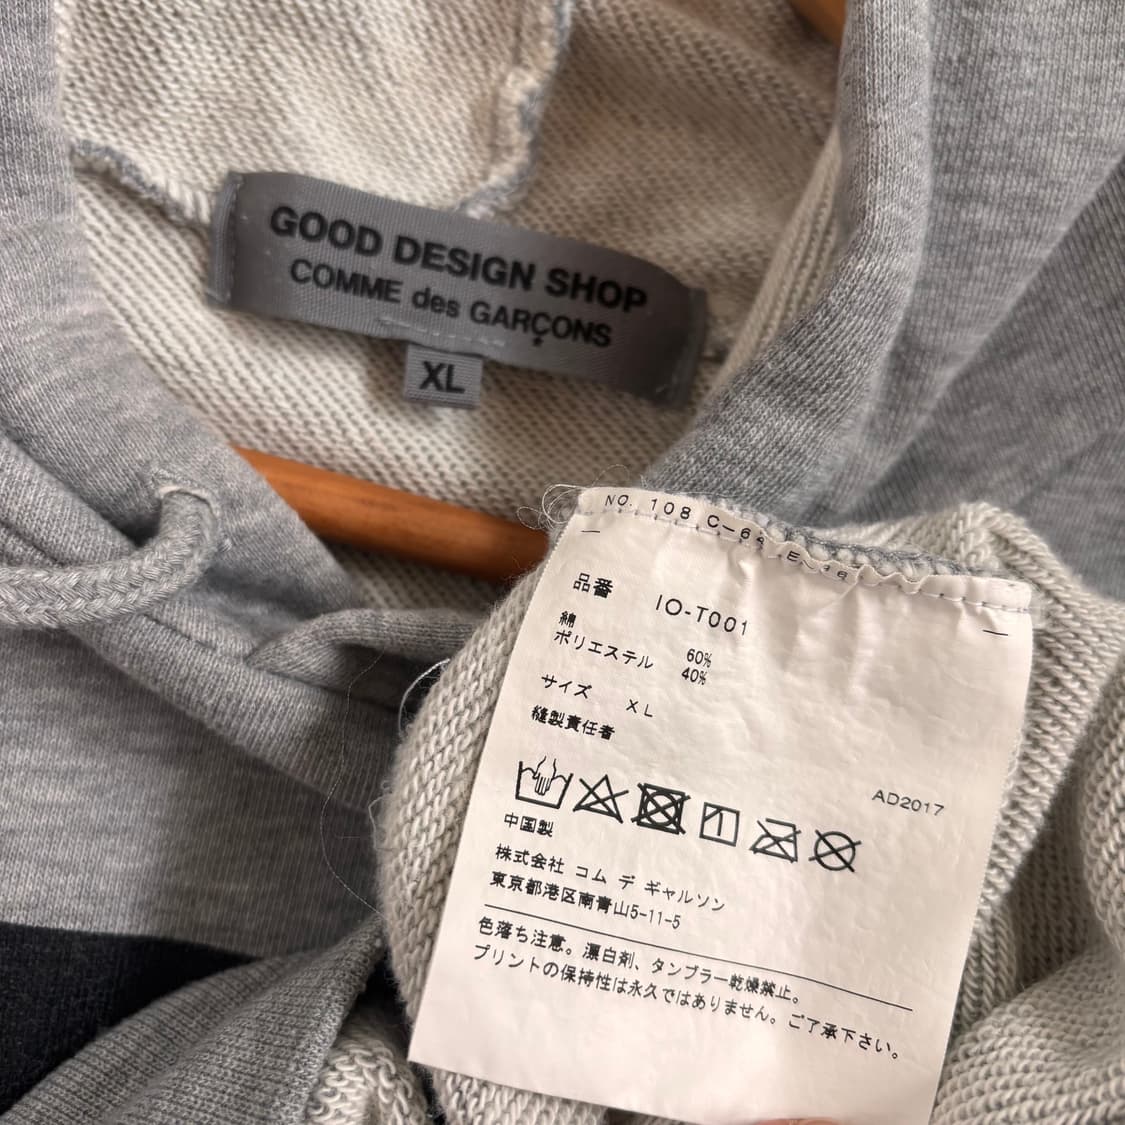 GOOD DESIGN SHOP
COMME des GARÇONS
XL
NO. 108 C-64
品番 IO-T001
綿 60%
ポリエステル 40%
サイズ XL
縫製責任者
AD2017
中国製
株式会社 コム デ ギャルソン
東京都港区南青山5-11-5
色落ち注意。漂白剤、タンブラー乾燥禁止。
プリントの保持性は永久ではありません。ご了承下さい。